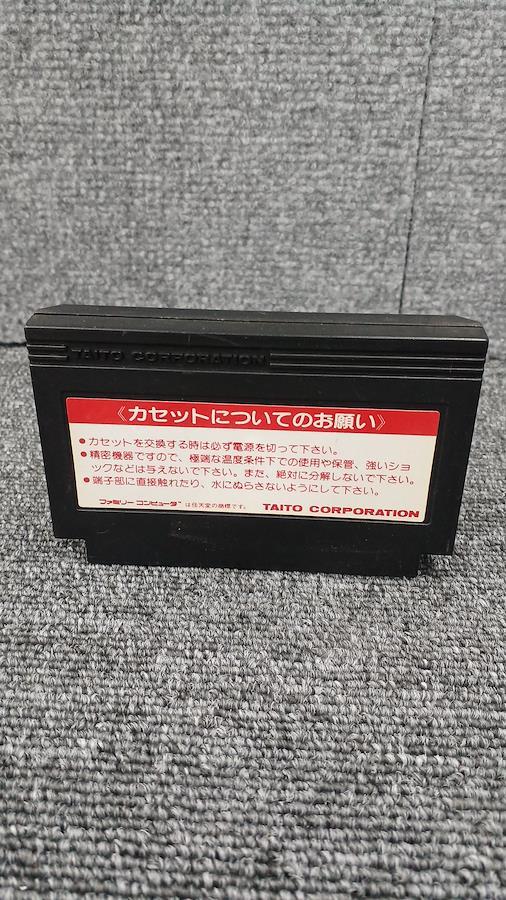 TAITO CORPORATION
《カセットについてのお願い》
●カセットを交換する時は必ず電源を切って下さい。
●精密機器ですので、極端な温度条件下での使用や保管、強いショ
ックなどは与えないで下さい。また、絶対に分解しないで下さい。
●端子部に直接触れたり、水にぬらさないようにして下さい。
ファミリーコンピュータ™は任天堂の商標です。 TAITO CORPORATION